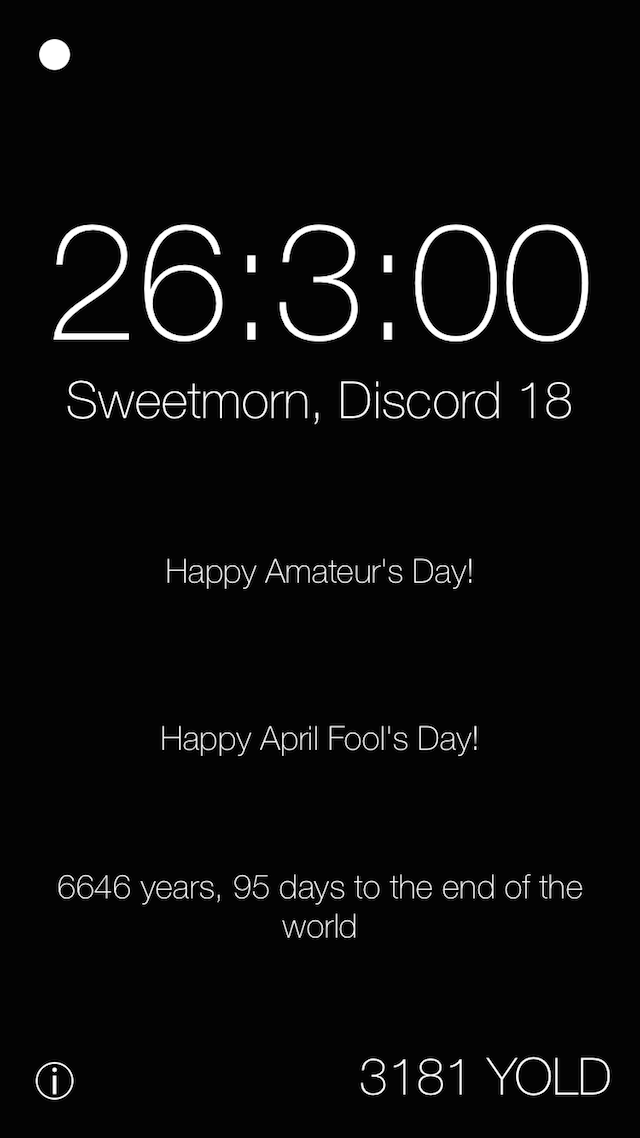 26:3:00
Sweetmorn, Discord 18
Happy Amateur's Day!
Happy April Fool's Day!
6646 years, 95 days to the end of the
world
3181 YOLD